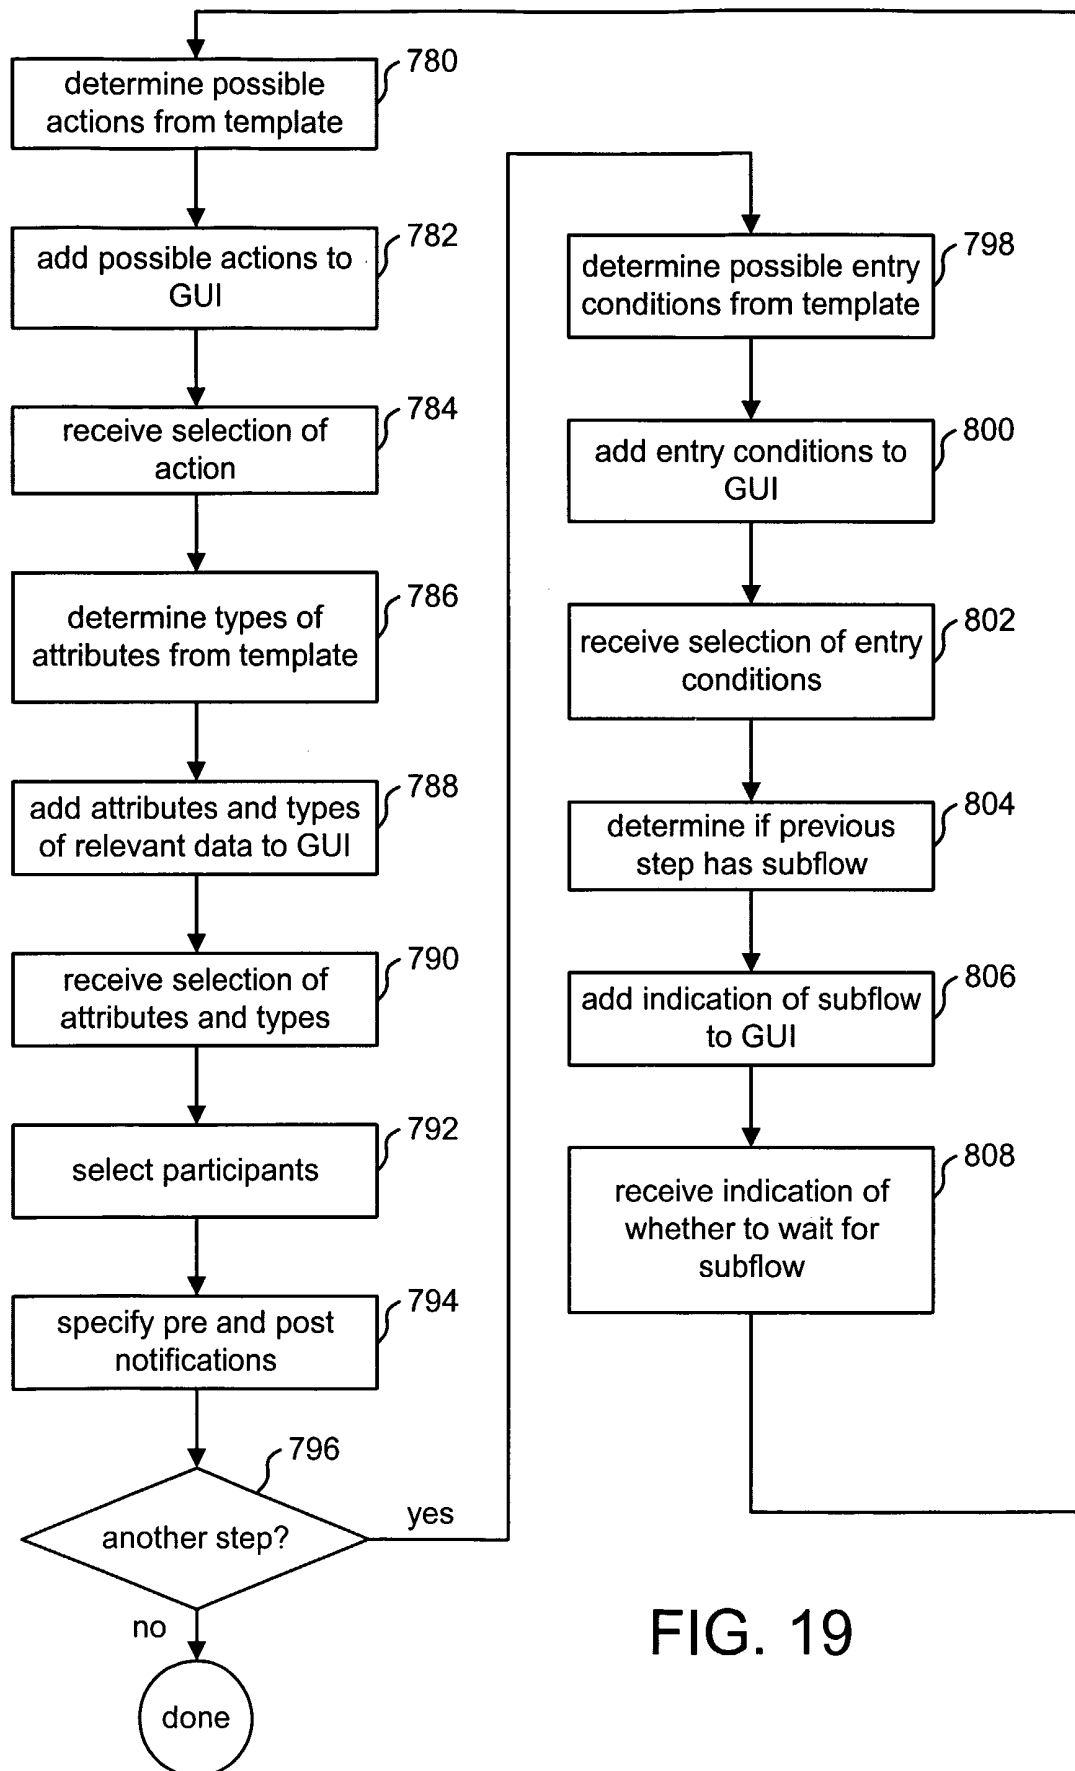 780
determine possible
actions from template
782
add possible actions to
GUI
784
receive selection of
action
786
determine types of
attributes from template
788
add attributes and types
of relevant data to GUI
790
receive selection of
attributes and types
792
select participants
794
specify pre and post
notifications
796
another step?
yes
no
done
798
determine possible entry
conditions from template
800
add entry conditions to
GUI
802
receive selection of entry
conditions
804
determine if previous
step has subflow
806
add indication of subflow
to GUI
808
receive indication of
whether to wait for
subflow
FIG. 19